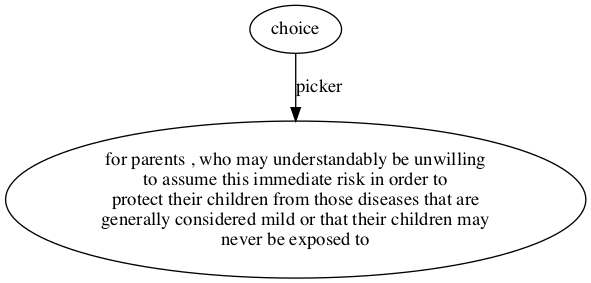 choice
picker
for parents , who may understandably be unwilling
to assume this immediate risk in order to
protect their children from those diseases that are
generally considered mild or that their children may
never be exposed to